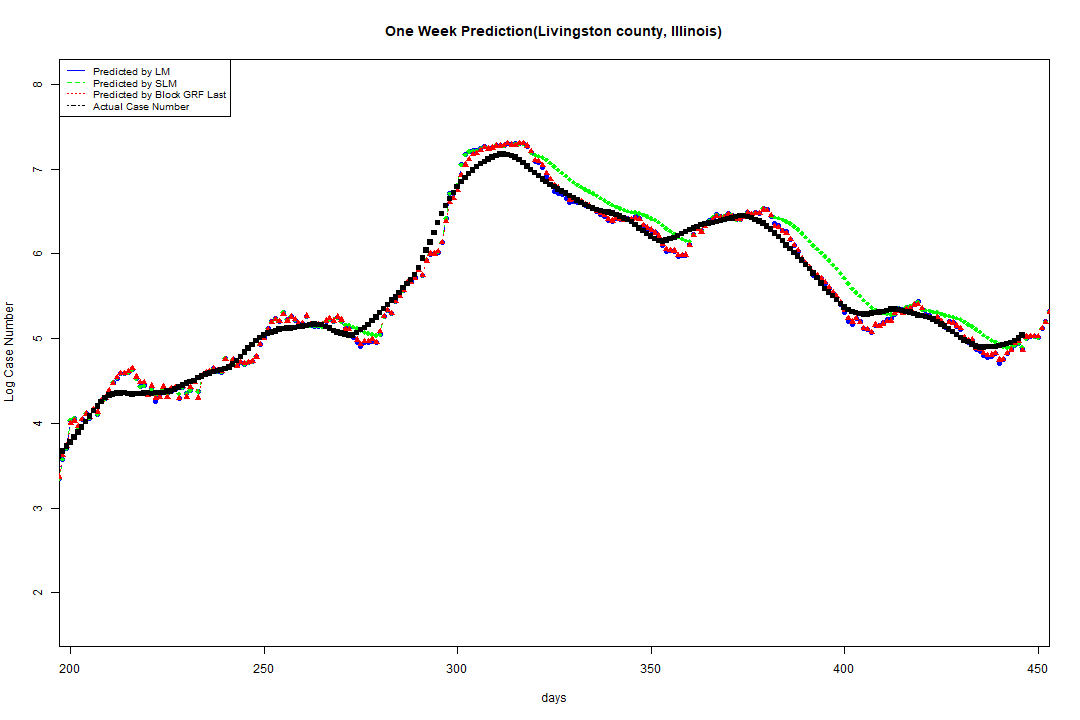 One Week Prediction(Livingston county, Illinois)
Predicted by LM
Predicted by SLM
Predicted by Block GRF Last
Actual Case Number
8
7
6
5
4
3
2
Log Case Number
200 250 300 350 400 450
days